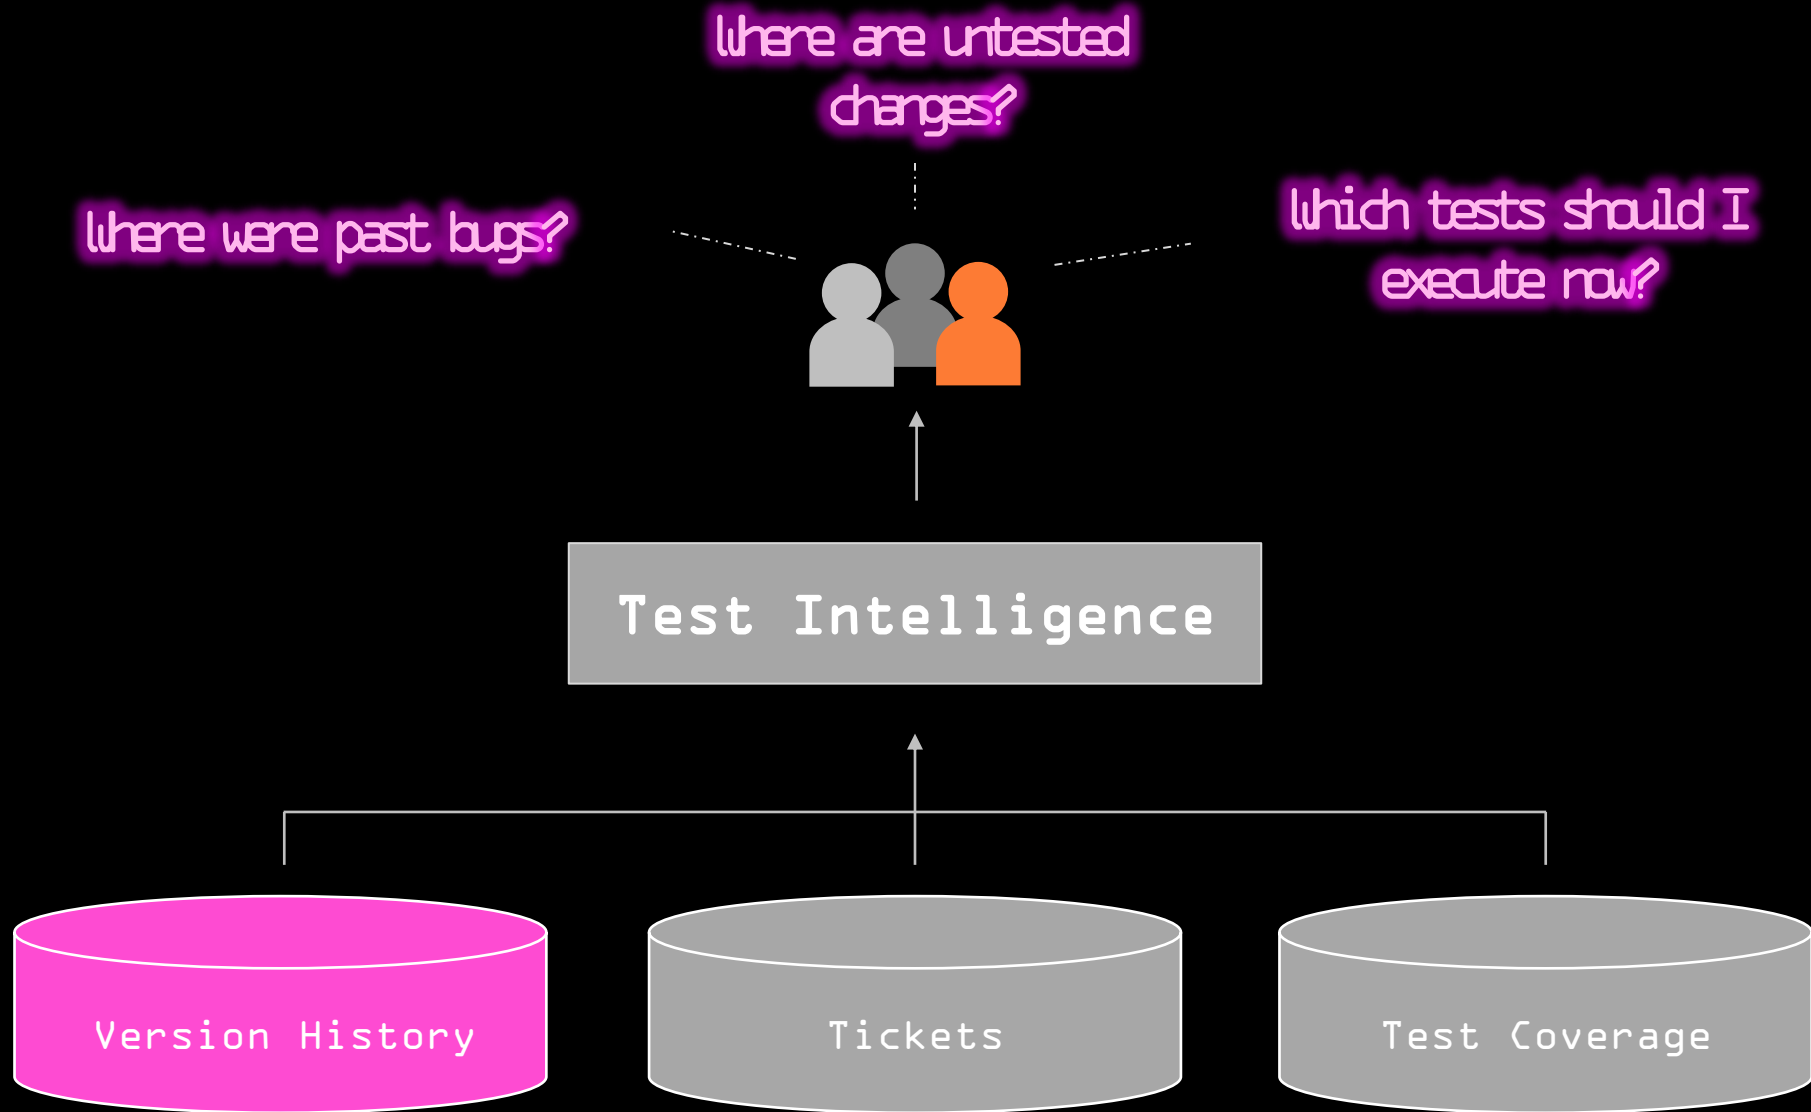 Where are untested
changes?
Where were past bugs?
Which tests should I
execute now?
Test Intelligence
Version History
Tickets
Test Coverage